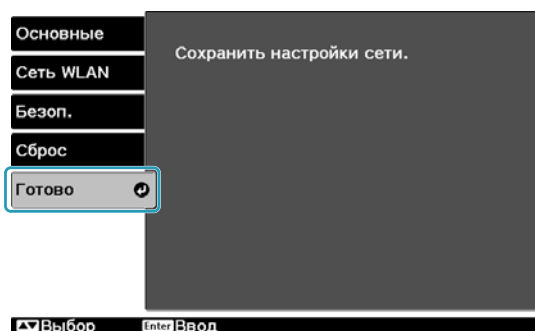 Основные
Сеть WLAN
Безоп.
Сброс
Готово
Сохранить настройки сети.
Выбор
Enter Ввод